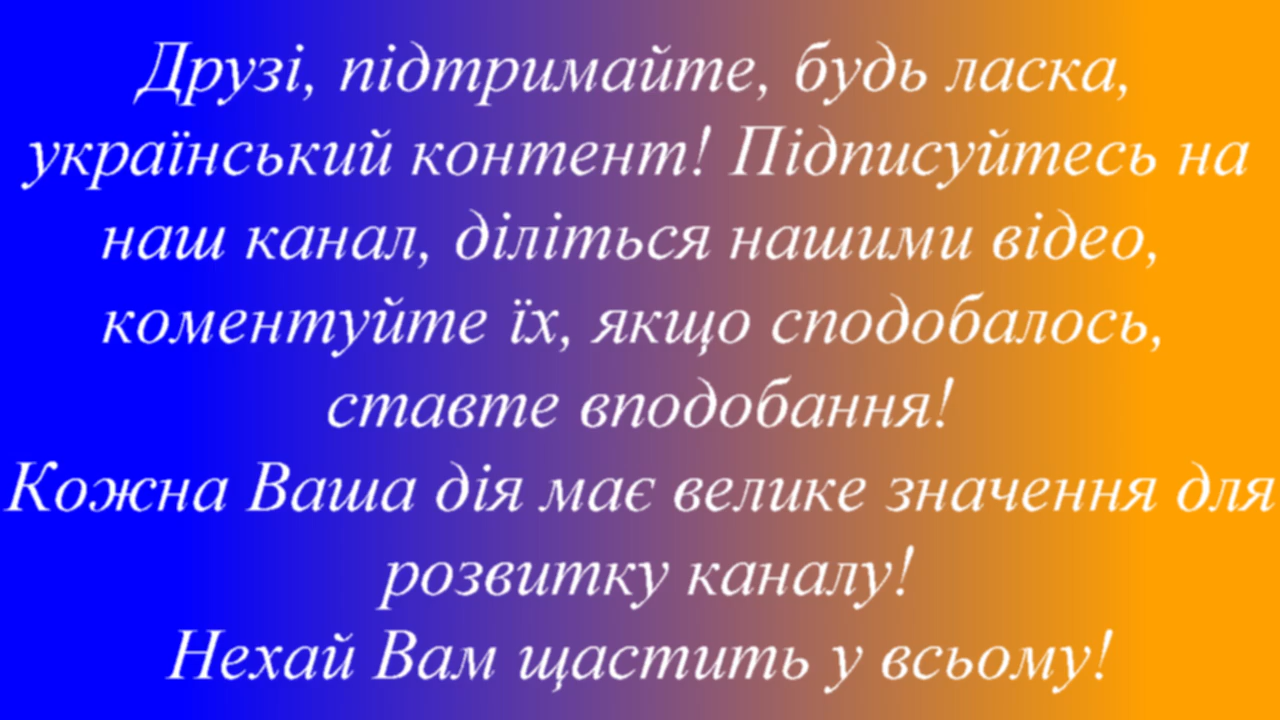 Друзі, підтримайте, будь ласка,
український контент! Підписуйтесь на
наш канал, діліться нашими відео,
коментуйте їх, якщо сподобалось,
ставте вподобання!
Кожна Ваша дія має велике значення для
розвитку каналу!
Нехай Вам щастить у всьому!